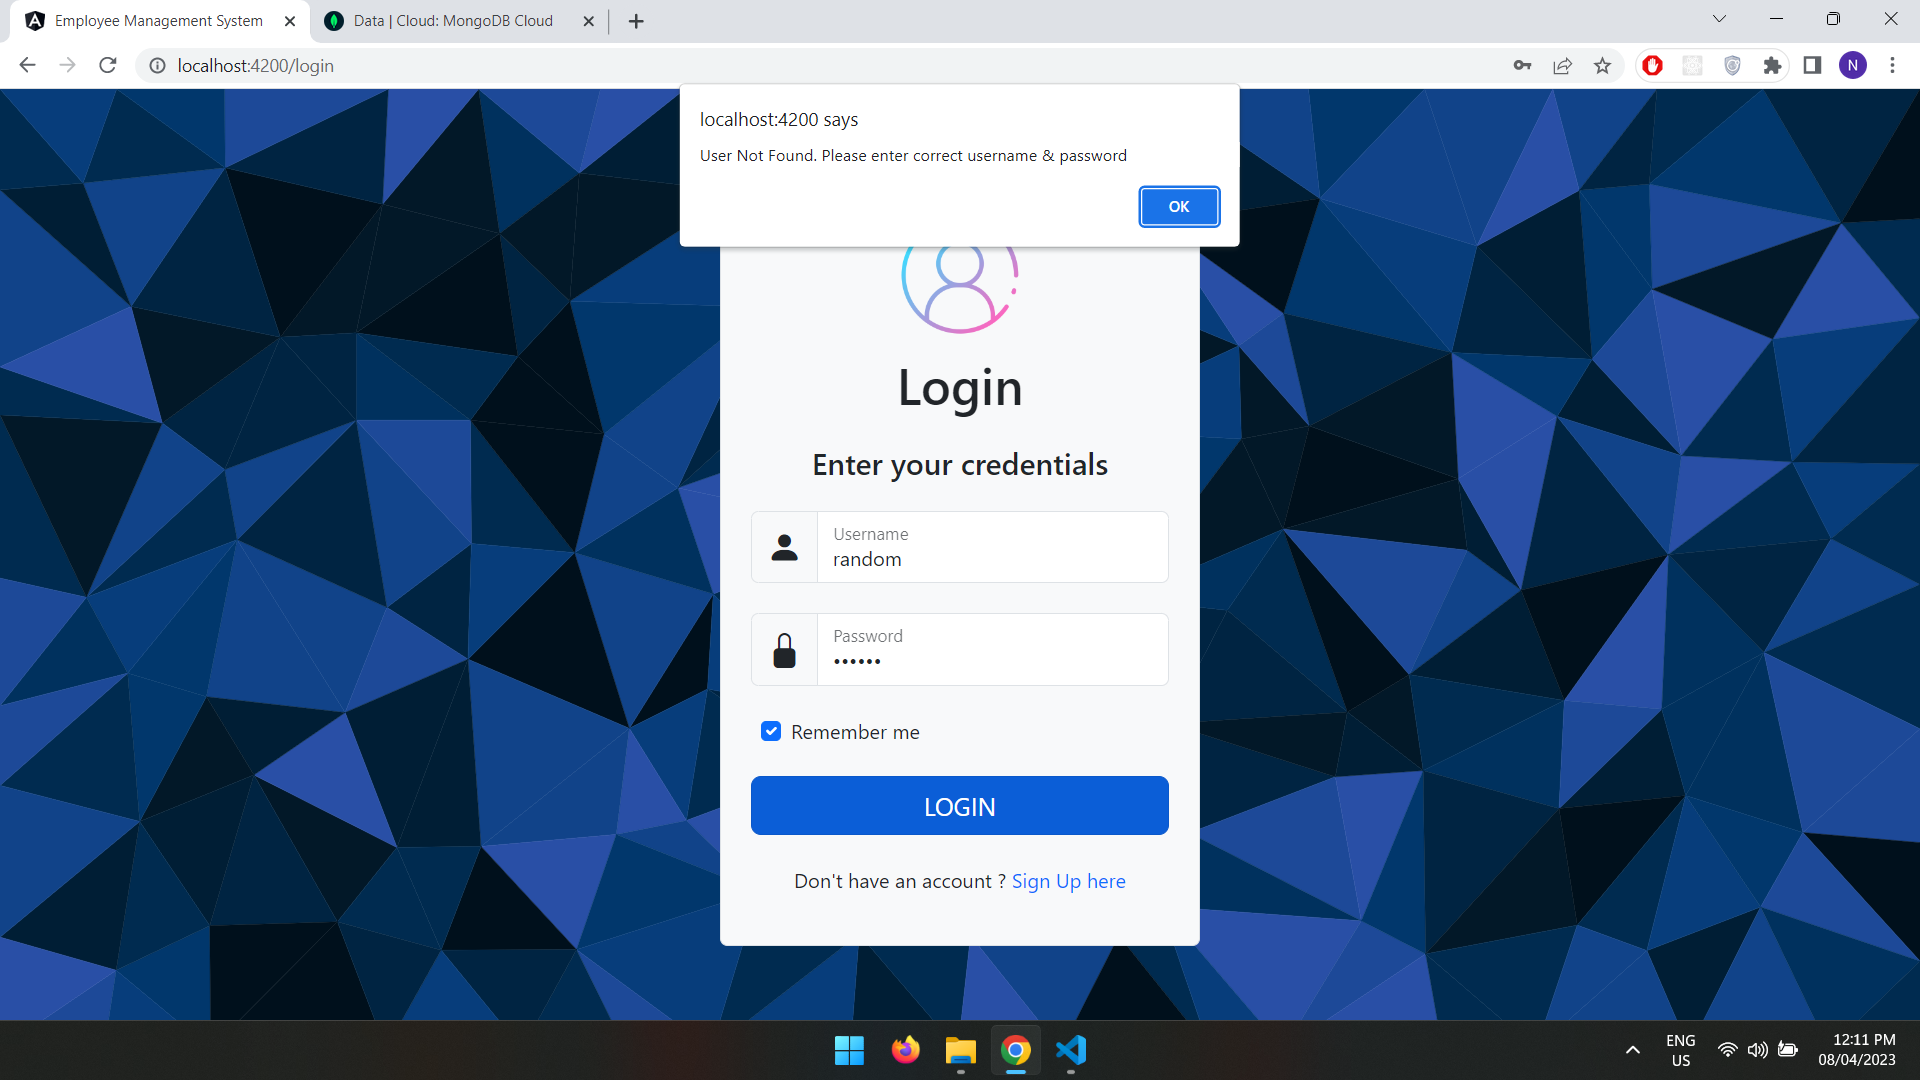 Employee Management System
Data | Cloud: MongoDB Cloud
localhost:4200/login
N
localhost:4200 says
User Not Found. Please enter correct username & password
OK
Login
Enter your credentials
Username
random
Password
••••••
Remember me
LOGIN
Don't have an account ? Sign Up here
ENG
US
12:11 PM
08/04/2023